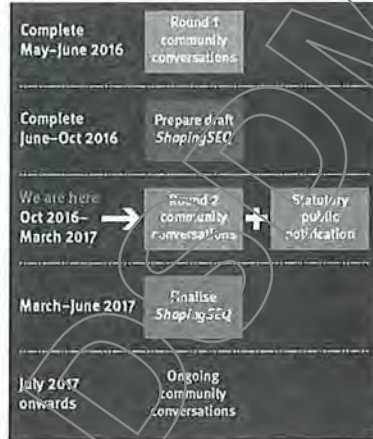 Complete
May–June 2016
Round 1
community
conversations
Complete
June–Oct 2016
Prepare draft
ShapingSEQ
We are here
Oct 2016–
March 2017
Round 2
community
conversations
+
Statutory
public
notification
March–June 2017
Finalise
ShapingSEQ
July 2017
onwards
Ongoing
community
conversations